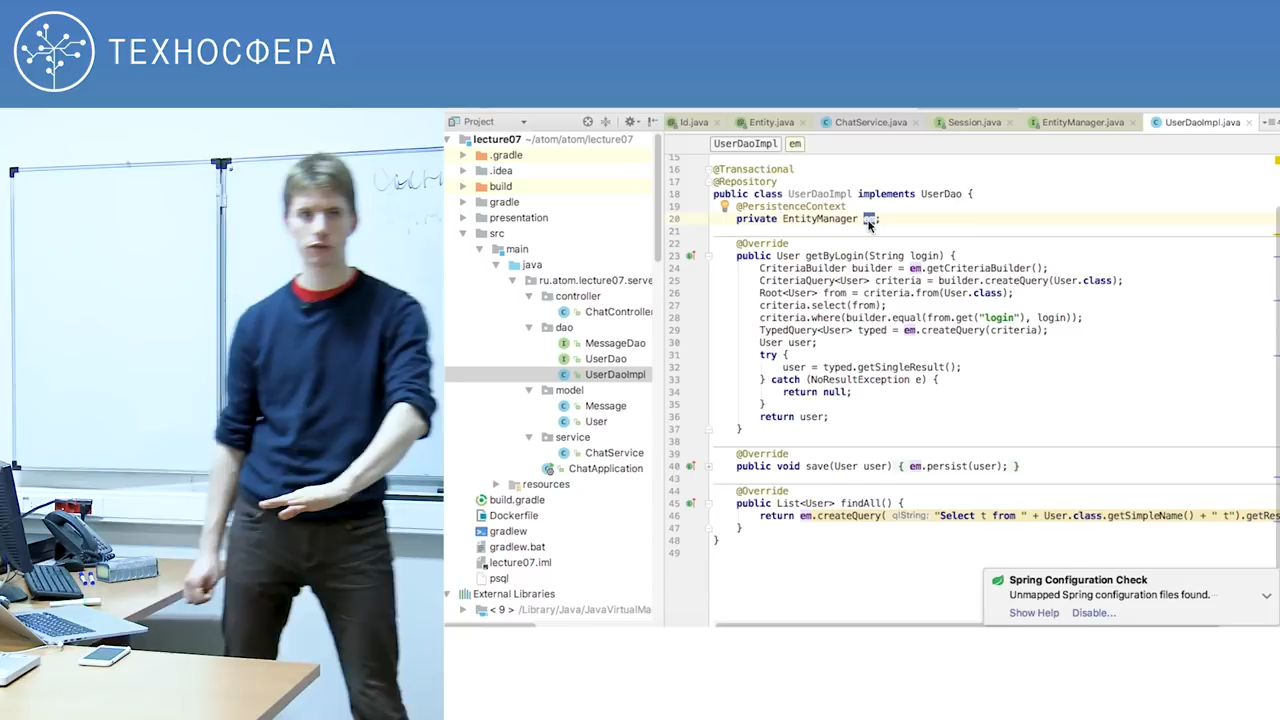 ТЕХНОСФЕРА
Project
Id.java
Entity.java
ChatService.java
Session.java
EntityManager.java
UserDaoImpl.java
lecture07 ~/atom/atom/lecture07
.gradle
.idea
build
gradle
presentation
src
main
java
ru.atom.lecture07.serve
controller
ChatController
dao
MessageDao
UserDao
UserDaoImpl
model
Message
User
service
ChatService
ChatApplication
resources
build.gradle
Dockerfile
gradlew
gradlew.bat
lecture07.iml
psql
External Libraries
< 9 > /Library/Java/JavaVirtualMa
UserDaoImpl em
15
16 @Transactional
17 @Repository
18 public class UserDaoImpl implements UserDao {
19 @PersistenceContext
20 private EntityManager em;
21
22 @Override
23 public User getByLogin(String login) {
24 CriteriaBuilder builder = em.getCriteriaBuilder();
25 CriteriaQuery<User> criteria = builder.createQuery(User.class);
26 Root<User> from = criteria.from(User.class);
27 criteria.select(from);
28 criteria.where(builder.equal(from.get("login"), login));
29 TypedQuery<User> typed = em.createQuery(criteria);
30 User user;
31 try {
32 user = typed.getSingleResult();
33 } catch (NoResultException e) {
34 return null;
35 }
36 return user;
37 }
38
39 @Override
40 public void save(User user) { em.persist(user); }
43
44 @Override
45 public List<User> findAll() {
46 return em.createQuery( qlString: "Select t from " + User.class.getSimpleName() + " t").getRes
47 }
48 }
49
Spring Configuration Check
Unmapped Spring configuration files found.
Show Help Disable...